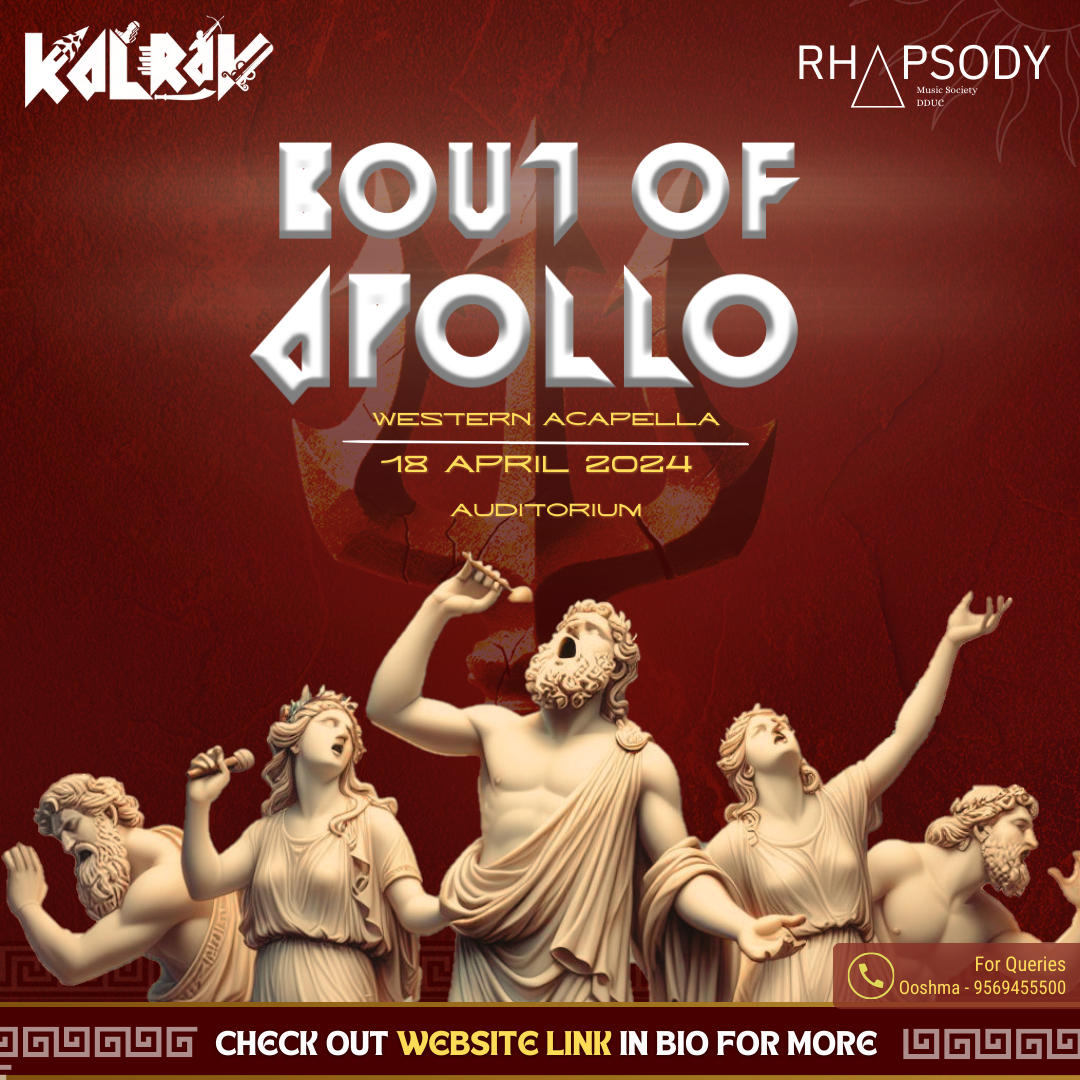 KALRAV
RHAPSODY
Music Society
DDUC
BOUT OF
APOLLO
WESTERN ACAPELLA
18 APRIL 2024
AUDITORIUM
For Queries
Ooshma - 9569455500
CHECK OUT WEBSITE LINK IN BIO FOR MORE